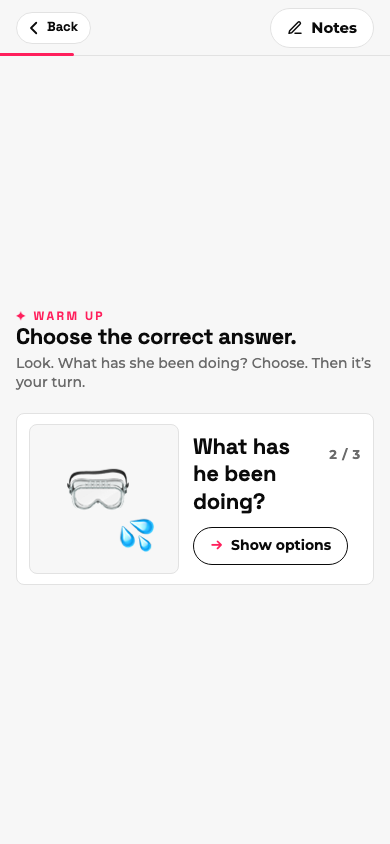 Back
Notes
WARM UP
Choose the correct answer.
Look. What has she been doing? Choose. Then it's
your turn.
What has
he been
doing?
2 / 3
Show options